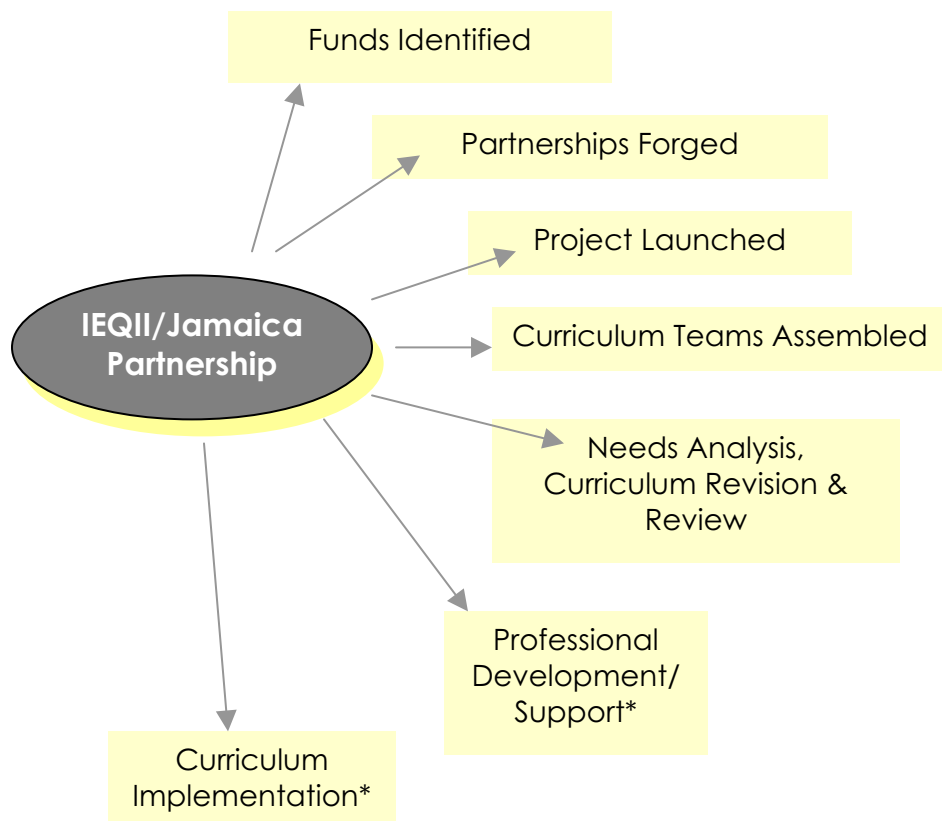 Funds Identified
Partnerships Forged
Project Launched
IEQII/Jamaica
Partnership
Curriculum Teams Assembled
Needs Analysis,
Curriculum Revision &
Review
Professional
Development/
Support*
Curriculum
Implementation*